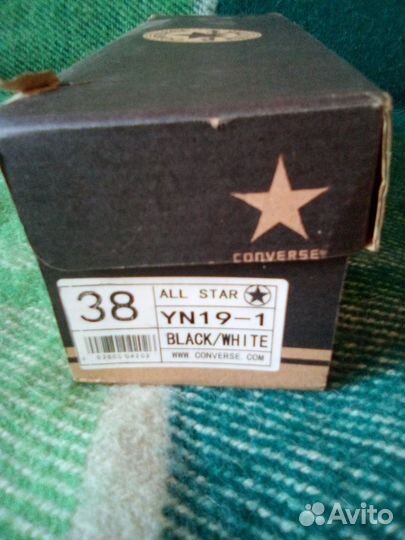 CONVERSE
38
ALL STAR
YN19-1
BLACK/WHITE
WWW.CONVERSE.COM
Avito